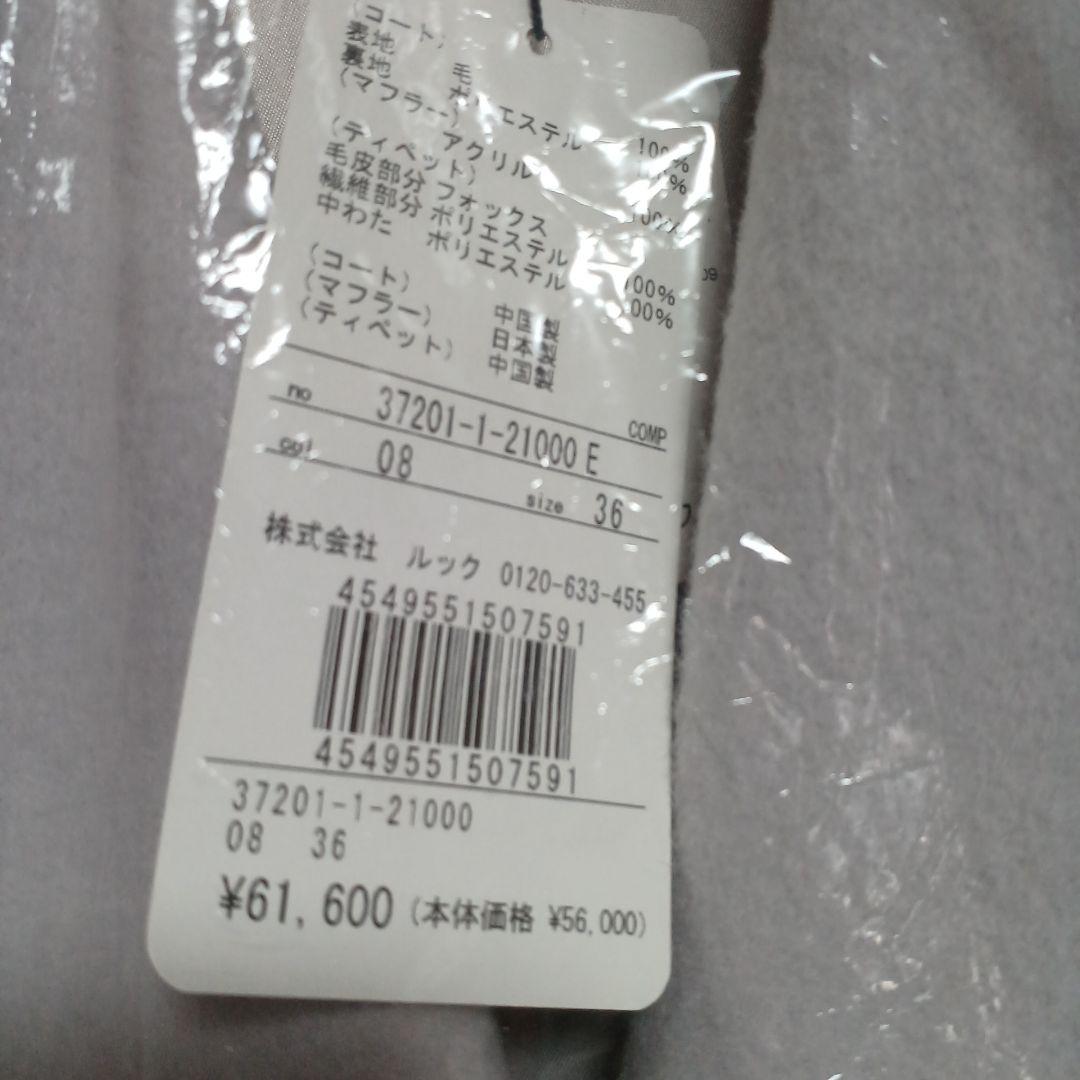 (コート)
表地 毛 100%
裏地 ポリエステル 100%
(マフラー)
アクリル 100%
(ティペット)
毛皮部分 フォックス
繊維部分 ポリエステル 100%
中わた ポリエステル 100%
(コート) 中国製
(マフラー) 日本製
(ティペット) 中国製
COMP
no 37201-1-21000 E
col 08 size 36
株式会社 ルック 0120-633-455
4549551507591
4549551507591
37201-1-21000
08 36
¥61,600 (本体価格 ¥56,000)